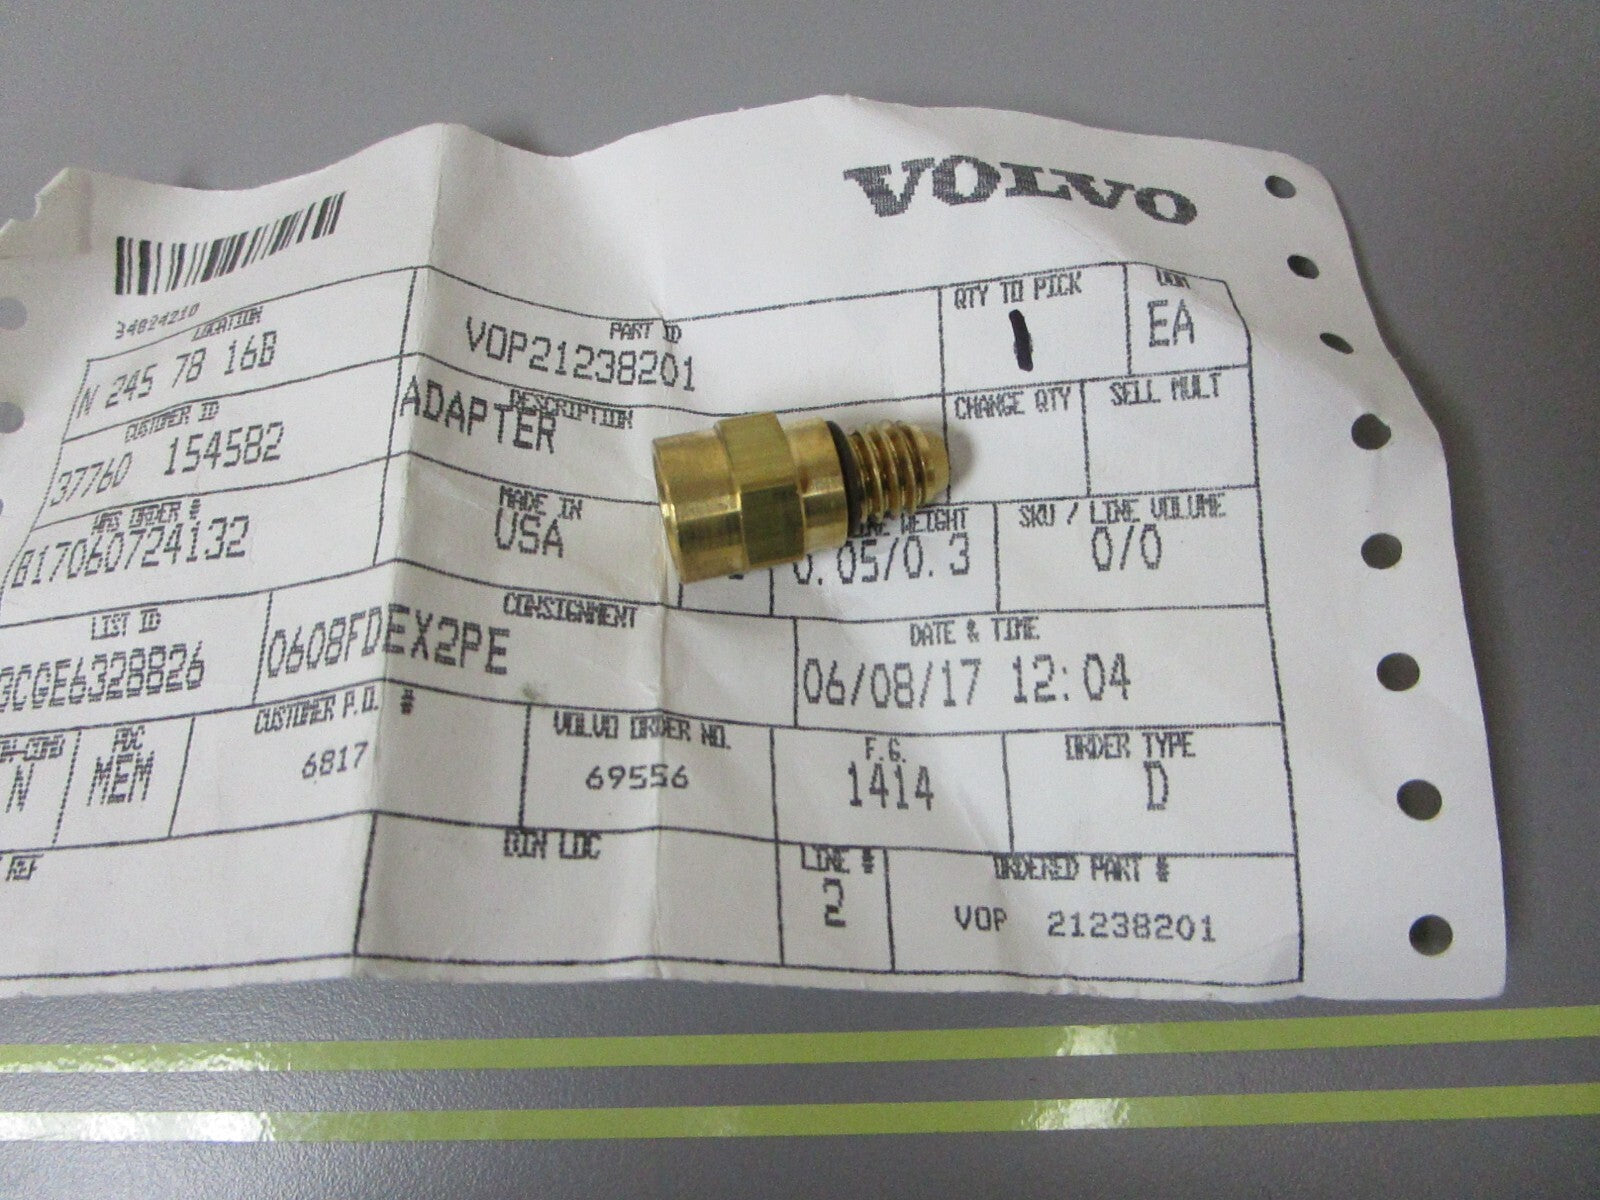 VOLVO
34824210
LOCATION
N 245 78 16B
PART ID
VOP21238201
QTY TO PICK
1
EA
CUSTOMER ID
37760 154582
DESCRIPTION
ADAPTER
CHANGE QTY
SELL MULT
ORDER #
B17060724132
MADE IN
USA
WEIGHT
0.05/0.3
SKU / LINE VOLUME
0/0
LIST ID
3CGE6328826
CONSIGNMENT
0608FDEX2PE
DATE & TIME
06/08/17 12:04
N
PDC
MEM
CUSTOMER P.O. #
6817
VOLVO ORDER NO.
69556
F.G.
1414
ORDER TYPE
D
REF
BIN LOC
LINE #
2
ORDERED PART #
VOP 21238201